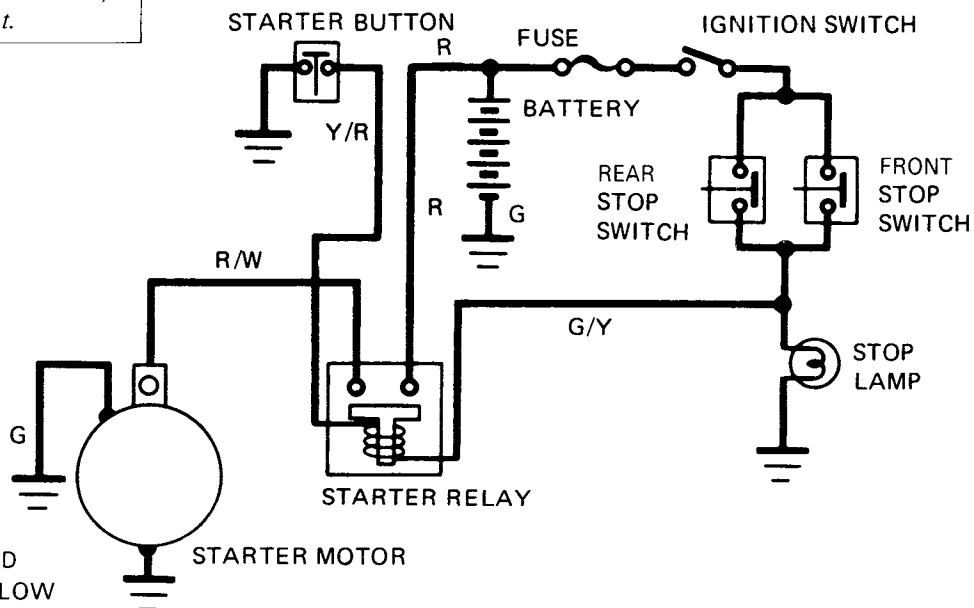 t.
STARTER BUTTON
R
FUSE
IGNITION SWITCH
BATTERY
Y/R
R
G
REAR
STOP
SWITCH
FRONT
STOP
SWITCH
R/W
G/Y
STOP
LAMP
G
STARTER RELAY
STARTER MOTOR
D
LOW